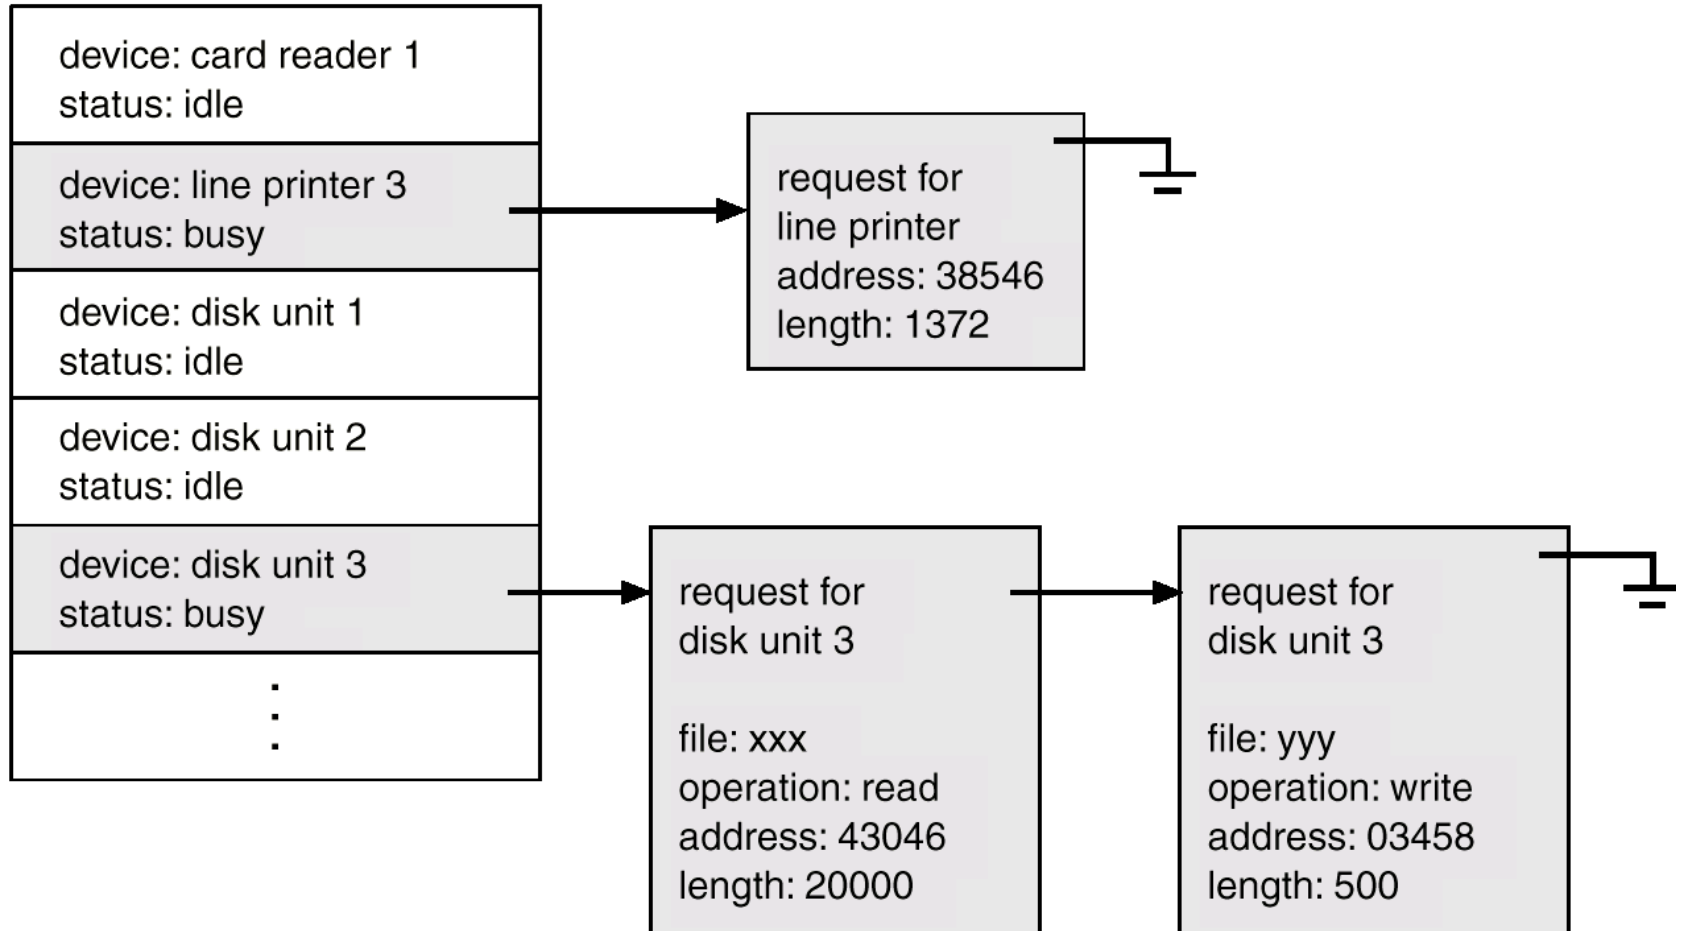 device: card reader 1
status: idle
device: line printer 3
status: busy
device: disk unit 1
status: idle
device: disk unit 2
status: idle
device: disk unit 3
status: busy
request for
line printer
address: 38546
length: 1372
request for
disk unit 3
file: xxx
operation: read
address: 43046
length: 20000
request for
disk unit 3
file: yyy
operation: write
address: 03458
length: 500